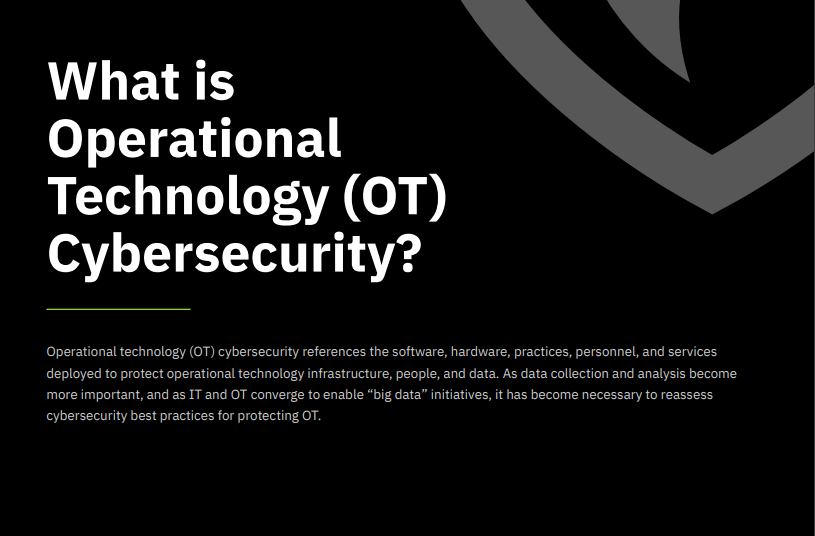 What is
Operational
Technology (OT)
Cybersecurity?
Operational technology (OT) cybersecurity references the software, hardware, practices, personnel, and services
deployed to protect operational technology infrastructure, people, and data. As data collection and analysis become
more important, and as IT and OT converge to enable “big data” initiatives, it has become necessary to reassess
cybersecurity best practices for protecting OT.